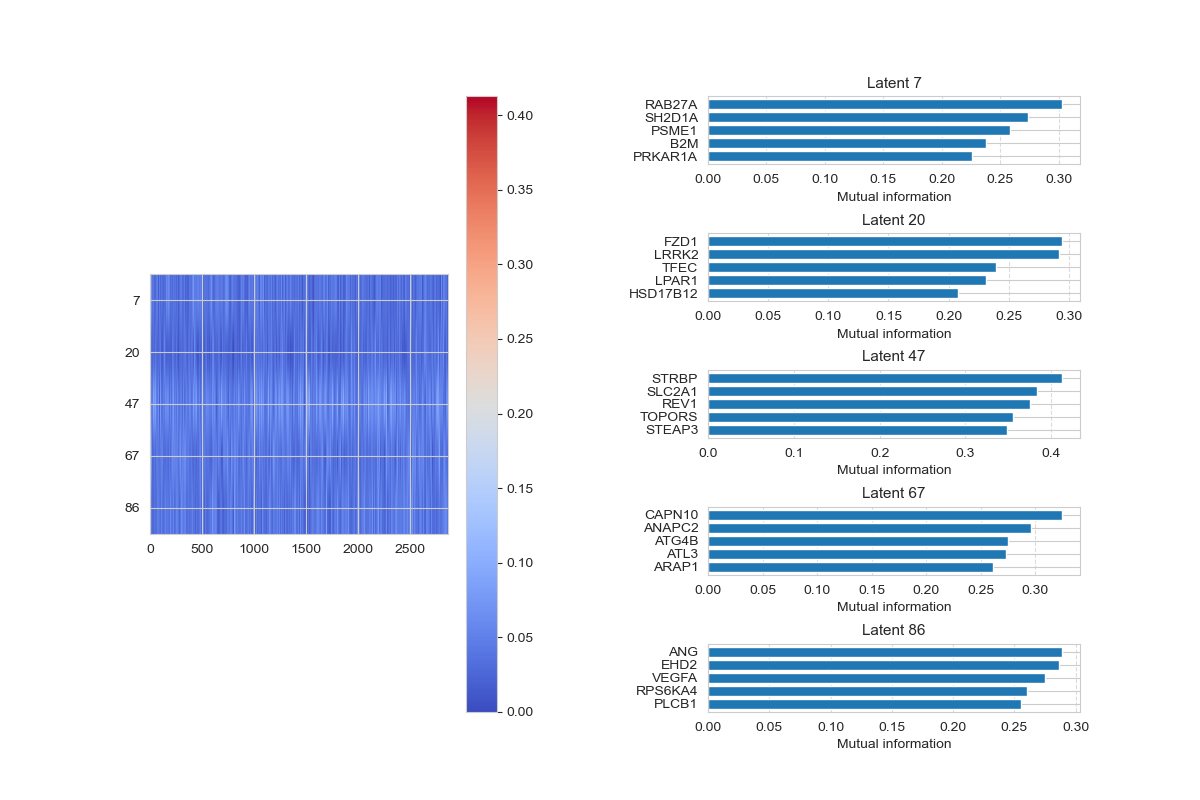 7
20
47
67
86
0 500 1000 1500 2000 2500
0.40
0.35
0.30
0.25
0.20
0.15
0.10
0.05
0.00
Latent 7
RAB27A
SH2D1A
PSME1
B2M
PRKAR1A
0.00 0.05 0.10 0.15 0.20 0.25 0.30
Mutual information
Latent 20
FZD1
LRRK2
TFEC
LPAR1
HSD17B12
0.00 0.05 0.10 0.15 0.20 0.25 0.30
Mutual information
Latent 47
STRBP
SLC2A1
REV1
TOPORS
STEAP3
0.0 0.1 0.2 0.3 0.4
Mutual information
Latent 67
CAPN10
ANAPC2
ATG4B
ATL3
ARAP1
0.00 0.05 0.10 0.15 0.20 0.25 0.30
Mutual information
Latent 86
ANG
EHD2
VEGFA
RPS6KA4
PLCB1
0.00 0.05 0.10 0.15 0.20 0.25 0.30
Mutual information